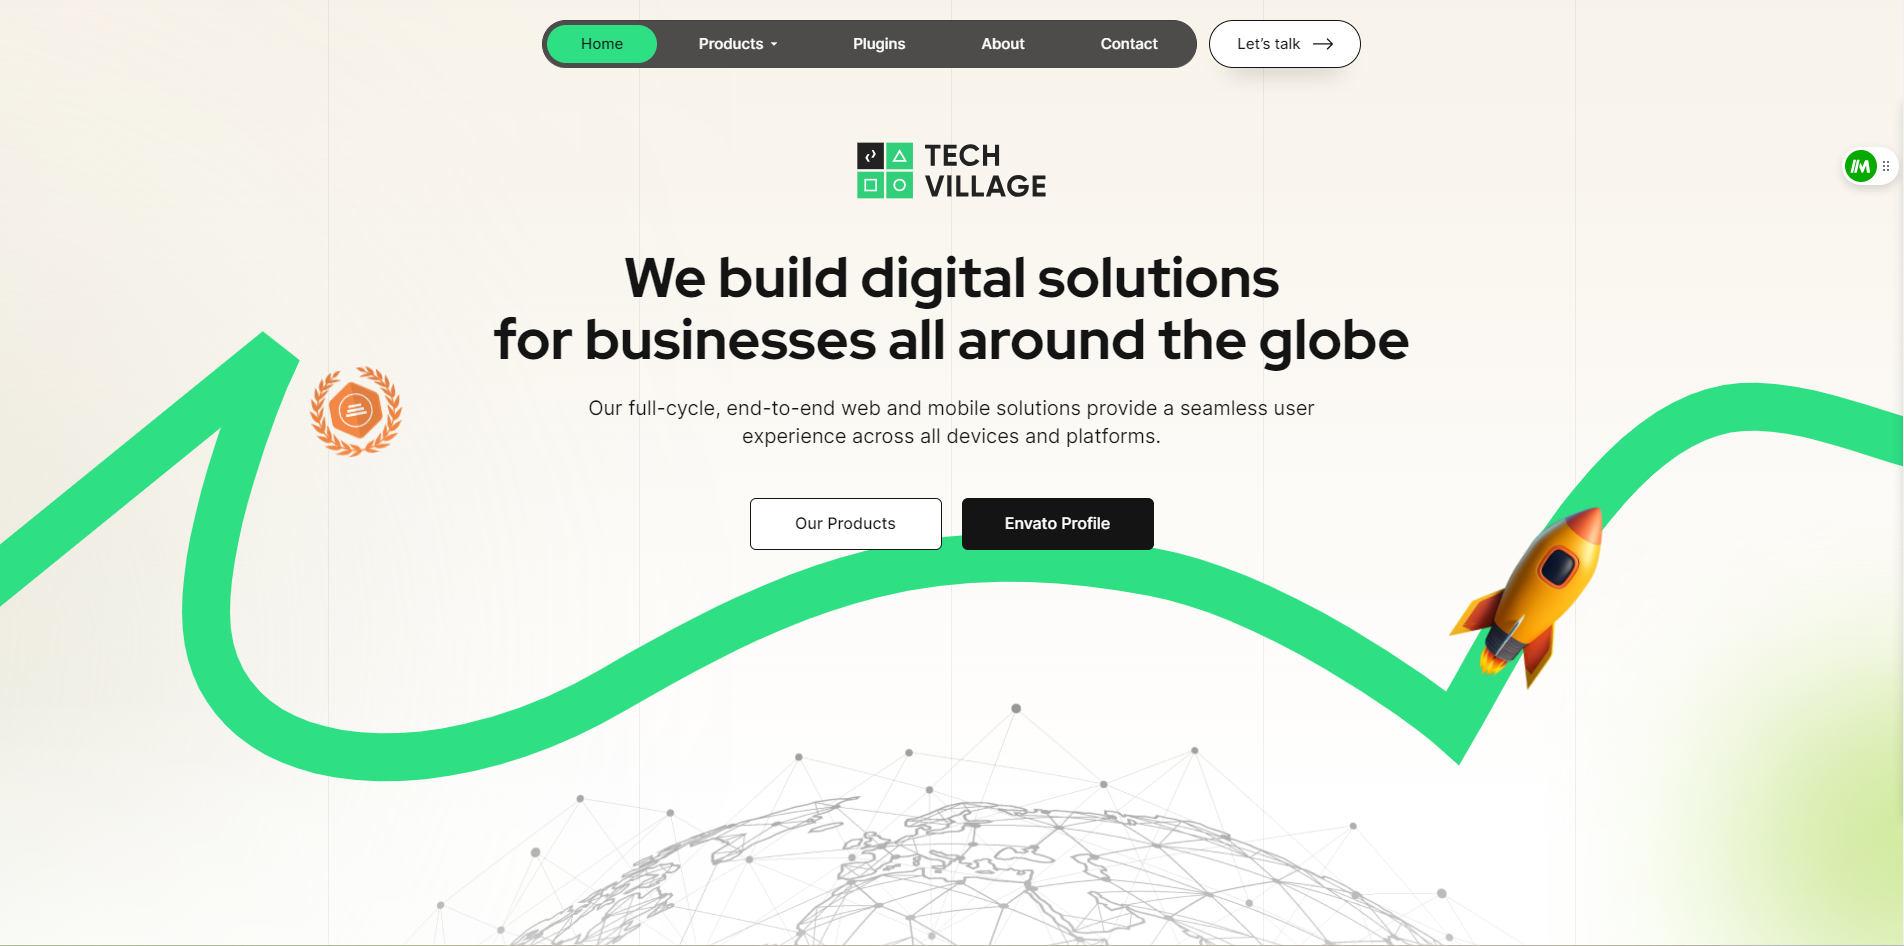 Home
Products
Plugins
About
Contact
Let's talk
TECH
VILLAGE
We build digital solutions
for businesses all around the globe
Our full-cycle, end-to-end web and mobile solutions provide a seamless user
experience across all devices and platforms.
Our Products
Envato Profile